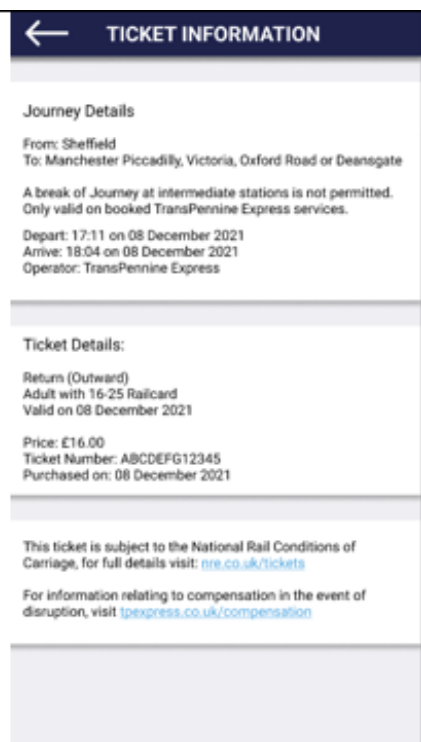 TICKET INFORMATION
Journey Details
From: Sheffield
To: Manchester Piccadilly, Victoria, Oxford Road or Deansgate
A break of Journey at intermediate stations is not permitted.
Only valid on booked TransPennine Express services.
Depart: 17:11 on 08 December 2021
Arrive: 18:04 on 08 December 2021
Operator: TransPennine Express
Ticket Details:
Return (Outward)
Adult with 16-25 Railcard
Valid on 08 December 2021
Price: £16.00
Ticket Number: ABCDEFG12345
Purchased on: 08 December 2021
This ticket is subject to the National Rail Conditions of
Carriage, for full details visit: nre.co.uk/tickets
For information relating to compensation in the event of
disruption, visit tpexpress.co.uk/compensation